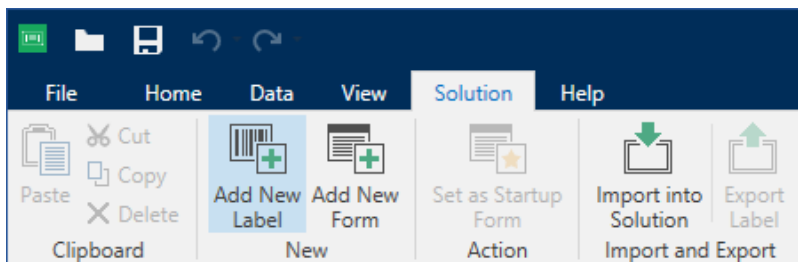 File Home Data View Solution Help
Paste
Cut
Copy
Delete
Clipboard
Add New
Label
Add New
Form
New
Set as Startup
Form
Action
Import into
Solution
Export
Label
Import and Export